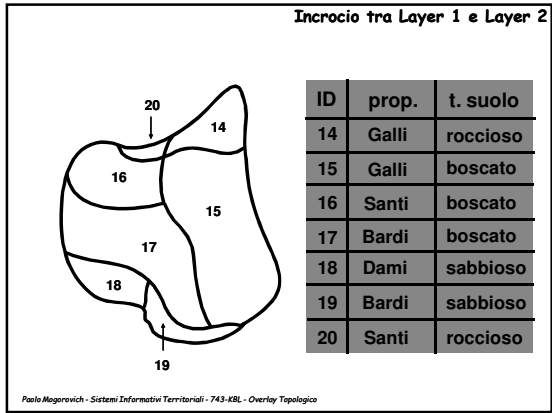 Incrocio tra Layer 1 e Layer 2
20
14
16
15
17
18
19
ID prop. t. suolo
14 Galli roccioso
15 Galli boscato
16 Santi boscato
17 Bardi boscato
18 Dami sabbioso
19 Bardi sabbioso
20 Santi roccioso
Paolo Mogorovich - Sistemi Informativi Territoriali - 743-KBL - Overlay Topologico